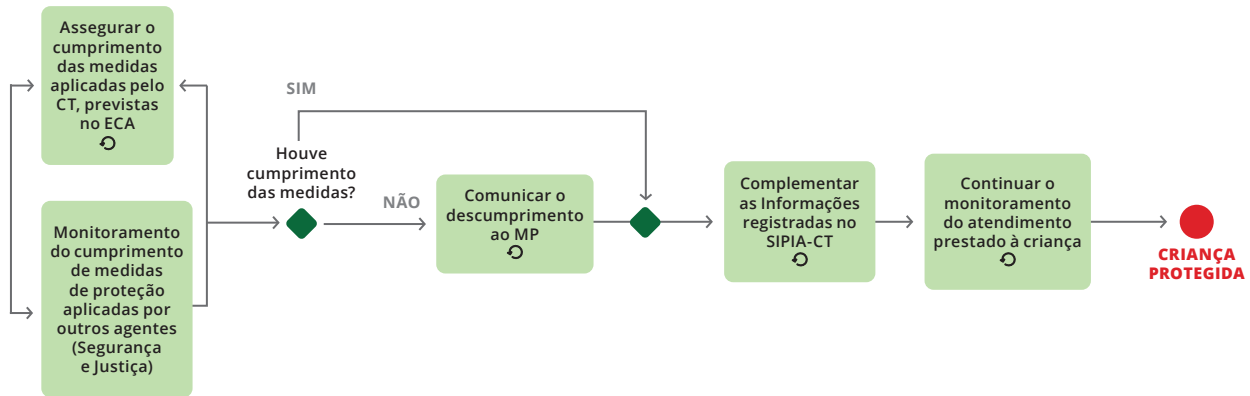 Assegurar o
cumprimento
das medidas
aplicadas pelo
CT, previstas
no ECA
Monitoramento
do cumprimento
de medidas
de proteção
aplicadas por
outros agentes
(Segurança
e Justiça)
Houve
cumprimento
das medidas?
SIM
NÃO
Comunicar o
descumprimento
ao MP
Complementar
as Informações
registradas no
SIPIA-CT
Continuar o
monitoramento
do atendimento
prestado à criança
CRIANÇA
PROTEGIDA